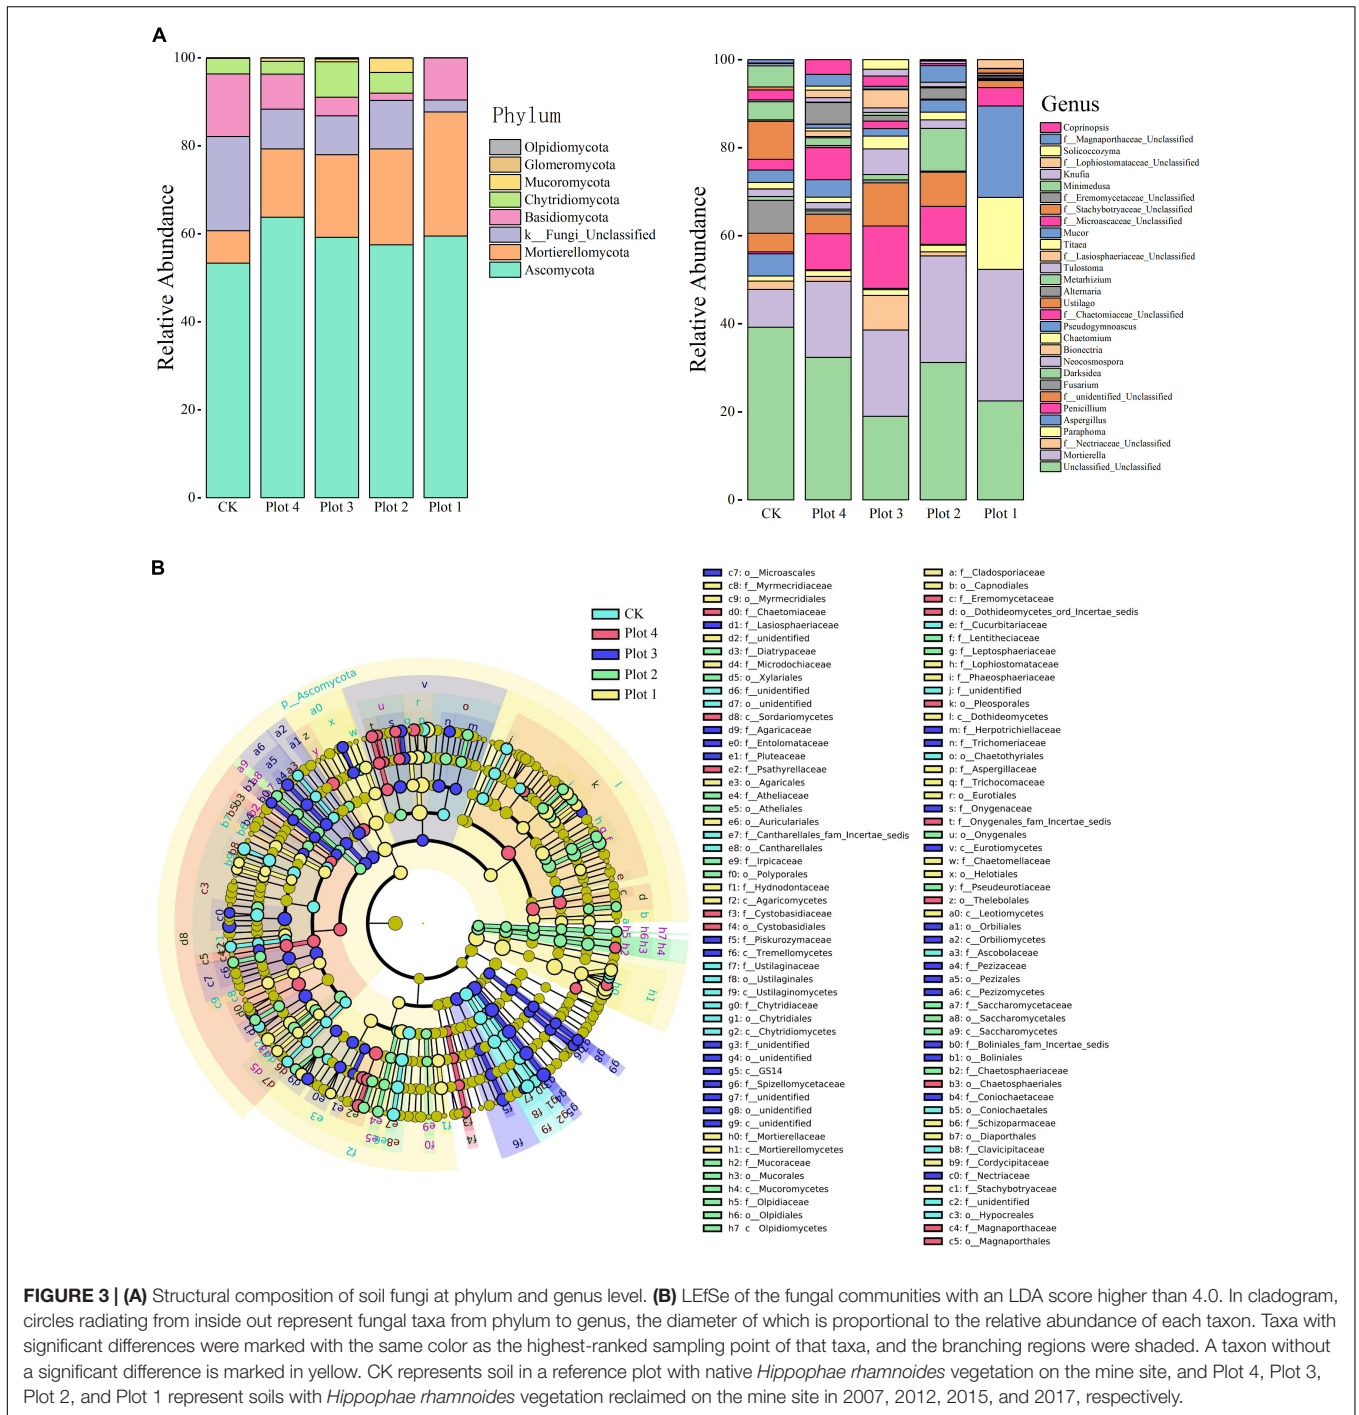 A
100
80
60
40
20
0
Relative Abundance
CK
Plot 4
Plot 3
Plot 2
Plot 1
Phylum
Olpidiomycota
Glomeromycota
Mucoromycota
Chytridiomycota
Basidiomycota
k__Fungi_Unclassified
Mortierellomycota
Ascomycota
100
80
60
40
20
0
Relative Abundance
CK
Plot 4
Plot 3
Plot 2
Plot 1
Genus
Coprinopsis
f__Magnaporthaceae_Unclassified
Solicoccozyma
f__Lophiostomataceae_Unclassified
Knufia
Minimedusa
f__Eremomycetaceae_Unclassified
f__Stachybotryaceae_Unclassified
f__Microascaceae_Unclassified
Mucor
Titaea
f__Lasiosphaeriaceae_Unclassified
Tulostoma
Metarhizium
Alternaria
Ustilago
f__Chaetomiaceae_Unclassified
Pseudogymnoascus
Chaetomium
Bionectria
Neocosmospora
Darksidea
Fusarium
f__unidentified_Unclassified
Penicillium
Aspergillus
Paraphoma
f__Nectriaceae_Unclassified
Mortierella
Unclassified_Unclassified
B
CK
Plot 4
Plot 3
Plot 2
Plot 1
p__Ascomycota
c7: o__Microascales
c8: f__Myrmecridiaceae
c9: o__Myrmecridiales
d0: f__Chaetomiaceae
d1: f__Lasiosphaeriaceae
d2: f__unidentified
d3: f__Diatrypaceae
d4: f__Microdochiaceae
d5: o__Xylariales
d6: f__unidentified
d7: o__unidentified
d8: c__Sordariomycetes
d9: f__Agaricaceae
e0: f__Entolomataceae
e1: f__Pluteaceae
e2: f__Psathyrellaceae
e3: o__Agaricales
e4: f__Atheliaceae
e5: o__Atheliales
e6: o__Auriculariales
e7: f__Cantharellales_fam_Incertae_sedis
e8: o__Cantharellales
e9: f__Irpicaceae
f0: o__Polyporales
f1: f__Hydnodontaceae
f2: c__Agaricomycetes
f3: f__Cystobasidiaceae
f4: o__Cystobasidiales
f5: f__Piskurozymaceae
f6: c__Tremellomycetes
f7: f__Ustilaginaceae
f8: o__Ustilaginales
f9: c__Ustilaginomycetes
g0: f__Chytridiaceae
g1: o__Chytridiales
g2: c__Chytridiomycetes
g3: f__unidentified
g4: o__unidentified
g5: c__GS14
g6: f__Spizellomycetaceae
g7: f__unidentified
g8: o__unidentified
g9: c__unidentified
h0: f__Mortierellaceae
h1: c__Mortierellomycetes
h2: f__Mucoraceae
h3: o__Mucorales
h4: c__Mucoromycetes
h5: f__Olpidiaceae
h6: o__Olpidiales
h7 c Olpidiomycetes
a: f__Cladosporiaceae
b: o__Capnodiales
c: f__Eremomycetaceae
d: o__Dothideomycetes_ord_Incertae_sedis
e: f__Cucurbitariaceae
f: f__Lentitheciaceae
g: f__Leptosphaeriaceae
h: f__Lophiostomataceae
i: f__Phaeosphaeriaceae
j: f__unidentified
k: o__Pleosporales
l: c__Dothideomycetes
m: f__Herpotrichiellaceae
n: f__Trichomeriaceae
o: o__Chaetothyriales
p: f__Aspergillaceae
q: f__Trichocomaceae
r: o__Eurotiales
s: f__Onygenaceae
t: f__Onygenales_fam_Incertae_sedis
u: o__Onygenales
v: c__Eurotiomycetes
w: f__Chaetomellaceae
x: o__Helotiales
y: f__Pseudeurotiaceae
z: o__Thelebolales
a0: c__Leotiomycetes
a1: o__Orbiliales
a2: c__Orbiliomycetes
a3: f__Ascobolaceae
a4: f__Pezizaceae
a5: o__Pezizales
a6: c__Pezizomycetes
a7: f__Saccharomycetaceae
a8: o__Saccharomycetales
a9: c__Saccharomycetes
b0: f__Boliniales_fam_Incertae_sedis
b1: o__Boliniales
b2: f__Chaetosphaeriaceae
b3: o__Chaetosphaeriales
b4: f__Coniochaetaceae
b5: o__Coniochaetales
b6: f__Schizoparmaceae
b7: o__Diaporthales
b8: f__Clavicipitaceae
b9: f__Cordycipitaceae
c0: f__Nectriaceae
c1: f__Stachybotryaceae
c2: f__unidentified
c3: o__Hypocreales
c4: f__Magnaporthaceae
c5: o__Magnaporthales
FIGURE 3 | (A) Structural composition of soil fungi at phylum and genus level. (B) LEfSe of the fungal communities with an LDA score higher than 4.0. In cladogram,
circles radiating from inside out represent fungal taxa from phylum to genus, the diameter of which is proportional to the relative abundance of each taxon. Taxa with
significant differences were marked with the same color as the highest-ranked sampling point of that taxa, and the branching regions were shaded. A taxon without
a significant difference is marked in yellow. CK represents soil in a reference plot with native Hippophae rhamnoides vegetation on the mine site, and Plot 4, Plot 3,
Plot 2, and Plot 1 represent soils with Hippophae rhamnoides vegetation reclaimed on the mine site in 2007, 2012, 2015, and 2017, respectively.